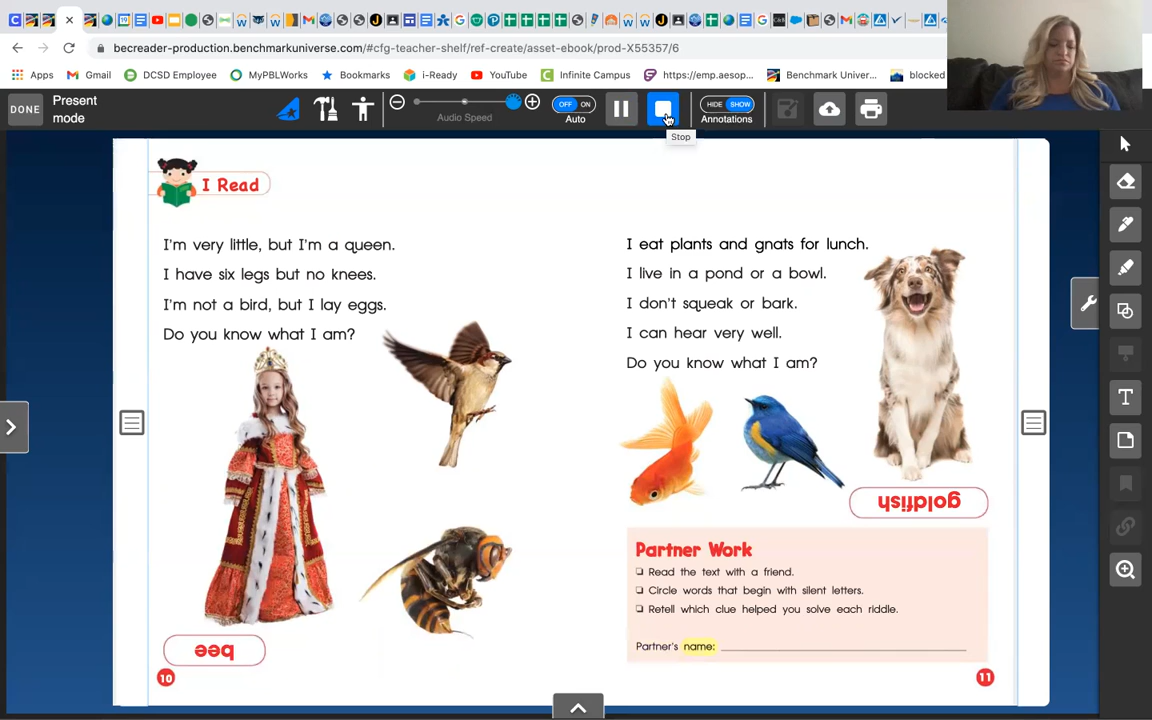 becreader-production.benchmarkuniverse.com/#cfg-teacher-shelf/ref-create/asset-ebook/prod-X55357/6
Apps Gmail DCSD Employee MyPBLWorks Bookmarks i-Ready YouTube Infinite Campus https://emp.aesop... Benchmark Univer... blocked
DONE Present mode
Audio Speed
OFF ON
Auto
HIDE SHOW
Annotations
Stop
I Read
I'm very little, but I'm a queen.
I have six legs but no knees.
I'm not a bird, but I lay eggs.
Do you know what I am?
bee
10
I eat plants and gnats for lunch.
I live in a pond or a bowl.
I don't squeak or bark.
I can hear very well.
Do you know what I am?
goldfish
Partner Work
Read the text with a friend.
Circle words that begin with silent letters.
Retell which clue helped you solve each riddle.
Partner's name:
11